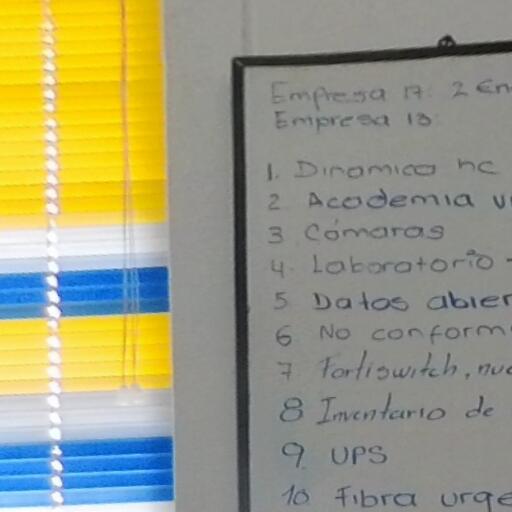 Empresa 17: 2 En
Empresa 18:
1. Dinamica nc
2 Academia v
3 Cámaras
4. Laboratorio
5 Datos abier
6 No conform
7 Fortiswitch, nu
8 Inventario de
9. UPS
10 Fibra urge